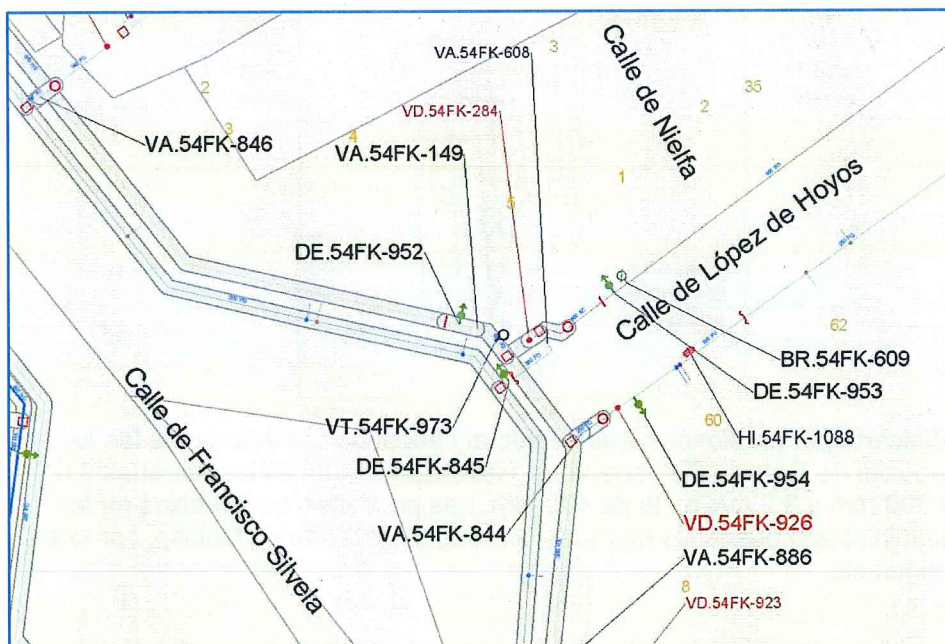 VA.54FK-608
3
Calle de Nielfa
35
2
2
VD.54FK-284
3
4
VA.54FK-846
VA.54FK-149
1
5
Calle de López de Hoyos
DE.54FK-952
62
BR.54FK-609
DE.54FK-953
VT.54FK-973
60
HI.54FK-1088
DE.54FK-845
DE.54FK-954
VA.54FK-844
VD.54FK-926
Calle de Francisco Silvela
VA.54FK-886
8
VD.54FK-923